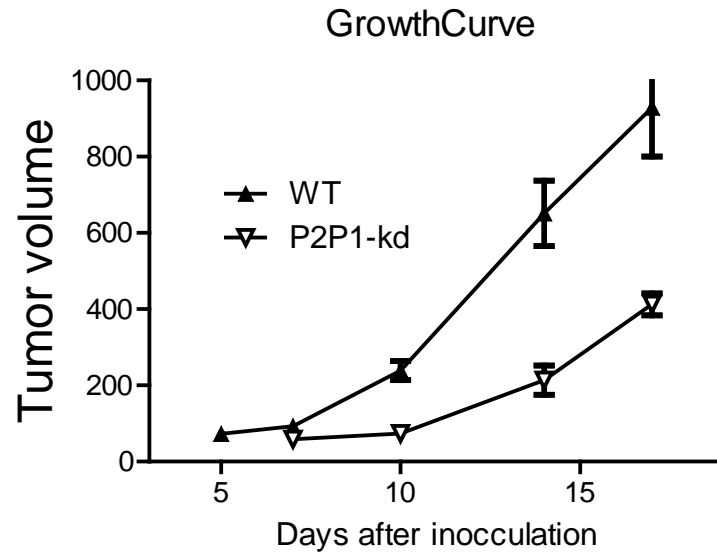 GrowthCurve
Tumor volume
1000
800
600
400
200
0
WT
P2P1-kd
5
10
15
Days after inocculation